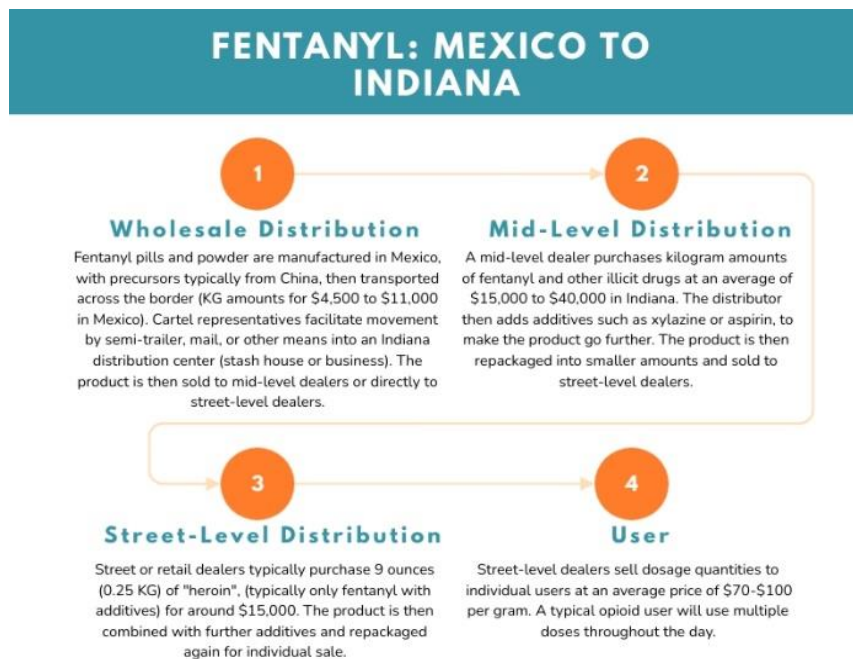 FENTANYL: MEXICO TO
INDIANA
1
Wholesale Distribution
Fentanyl pills and powder are manufactured in Mexico,
with precursors typically from China, then transported
across the border (KG amounts for $4,500 to $11,000
in Mexico). Cartel representatives facilitate movement
by semi-trailer, mail, or other means into an Indiana
distribution center (stash house or business). The
product is then sold to mid-level dealers or directly to
street-level dealers.
2
Mid-Level Distribution
A mid-level dealer purchases kilogram amounts
of fentanyl and other illicit drugs at an average of
$15,000 to $40,000 in Indiana. The distributor
then adds additives such as xylazine or aspirin, to
make the product go further. The product is then
repackaged into smaller amounts and sold to
street-level dealers.
3
Street-Level Distribution
Street or retail dealers typically purchase 9 ounces
(0.25 KG) of "heroin", (typically only fentanyl with
additives) for around $15,000. The product is then
combined with further additives and repackaged
again for individual sale.
4
User
Street-level dealers sell dosage quantities to
individual users at an average price of $70-$100
per gram. A typical opioid user will use multiple
doses throughout the day.